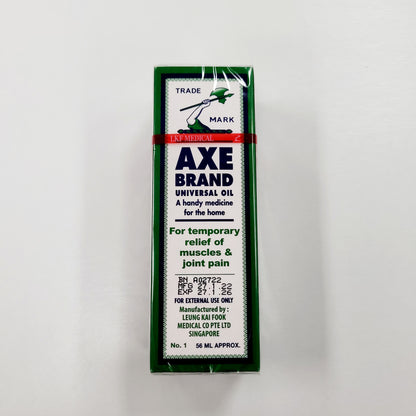 TRADE
MARK
LKF MEDICAL
AXE
BRAND
UNIVERSAL OIL
A handy medicine
for the home
For temporary
relief of
muscles &
joint pain
BN A02722
MFG 27.1.22
EXP 27.1.26
FOR EXTERNAL USE ONLY
Manufactured by :
LEUNG KAI FOOK
MEDICAL CO PTE LTD
SINGAPORE
No. 1 56 ML APPROX.